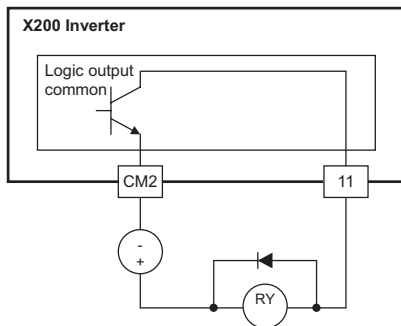 X200 Inverter
Logic output
common
CM2
11
-
+
RY